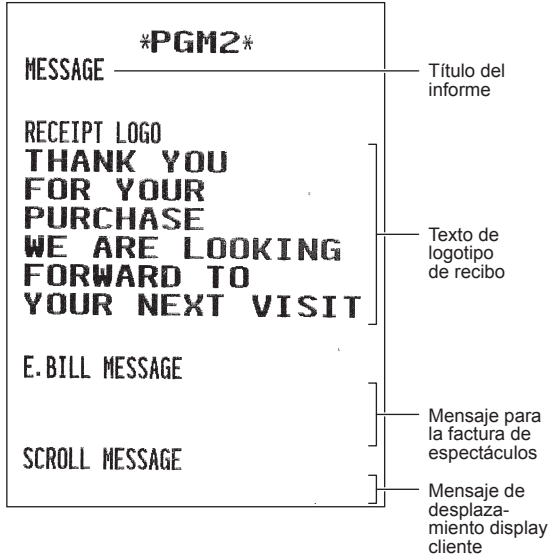 *PGM2*
MESSAGE
Título del
informe
RECEIPT LOGO
THANK YOU
FOR YOUR
PURCHASE
WE ARE LOOKING
FORWARD TO
YOUR NEXT VISIT
Texto de
logotipo
de recibo
E.BILL MESSAGE
Mensaje para
la factura de
espectáculos
SCROLL MESSAGE
Mensaje de
desplaza-
miento display
cliente